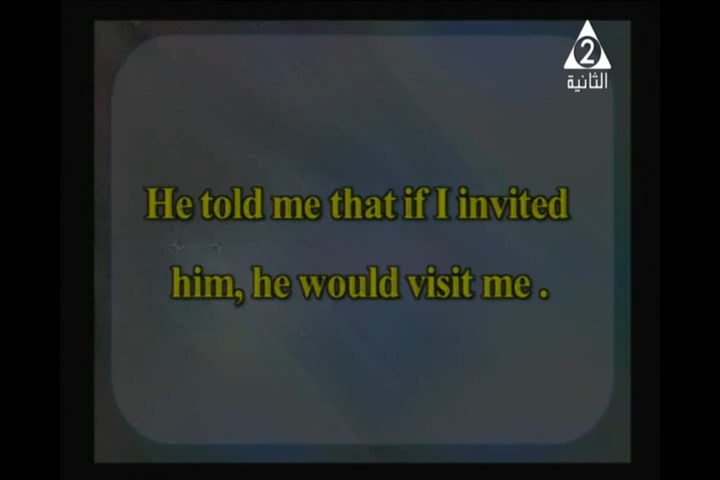 2
الثانية
He told me that if I invited
him, he would visit me .